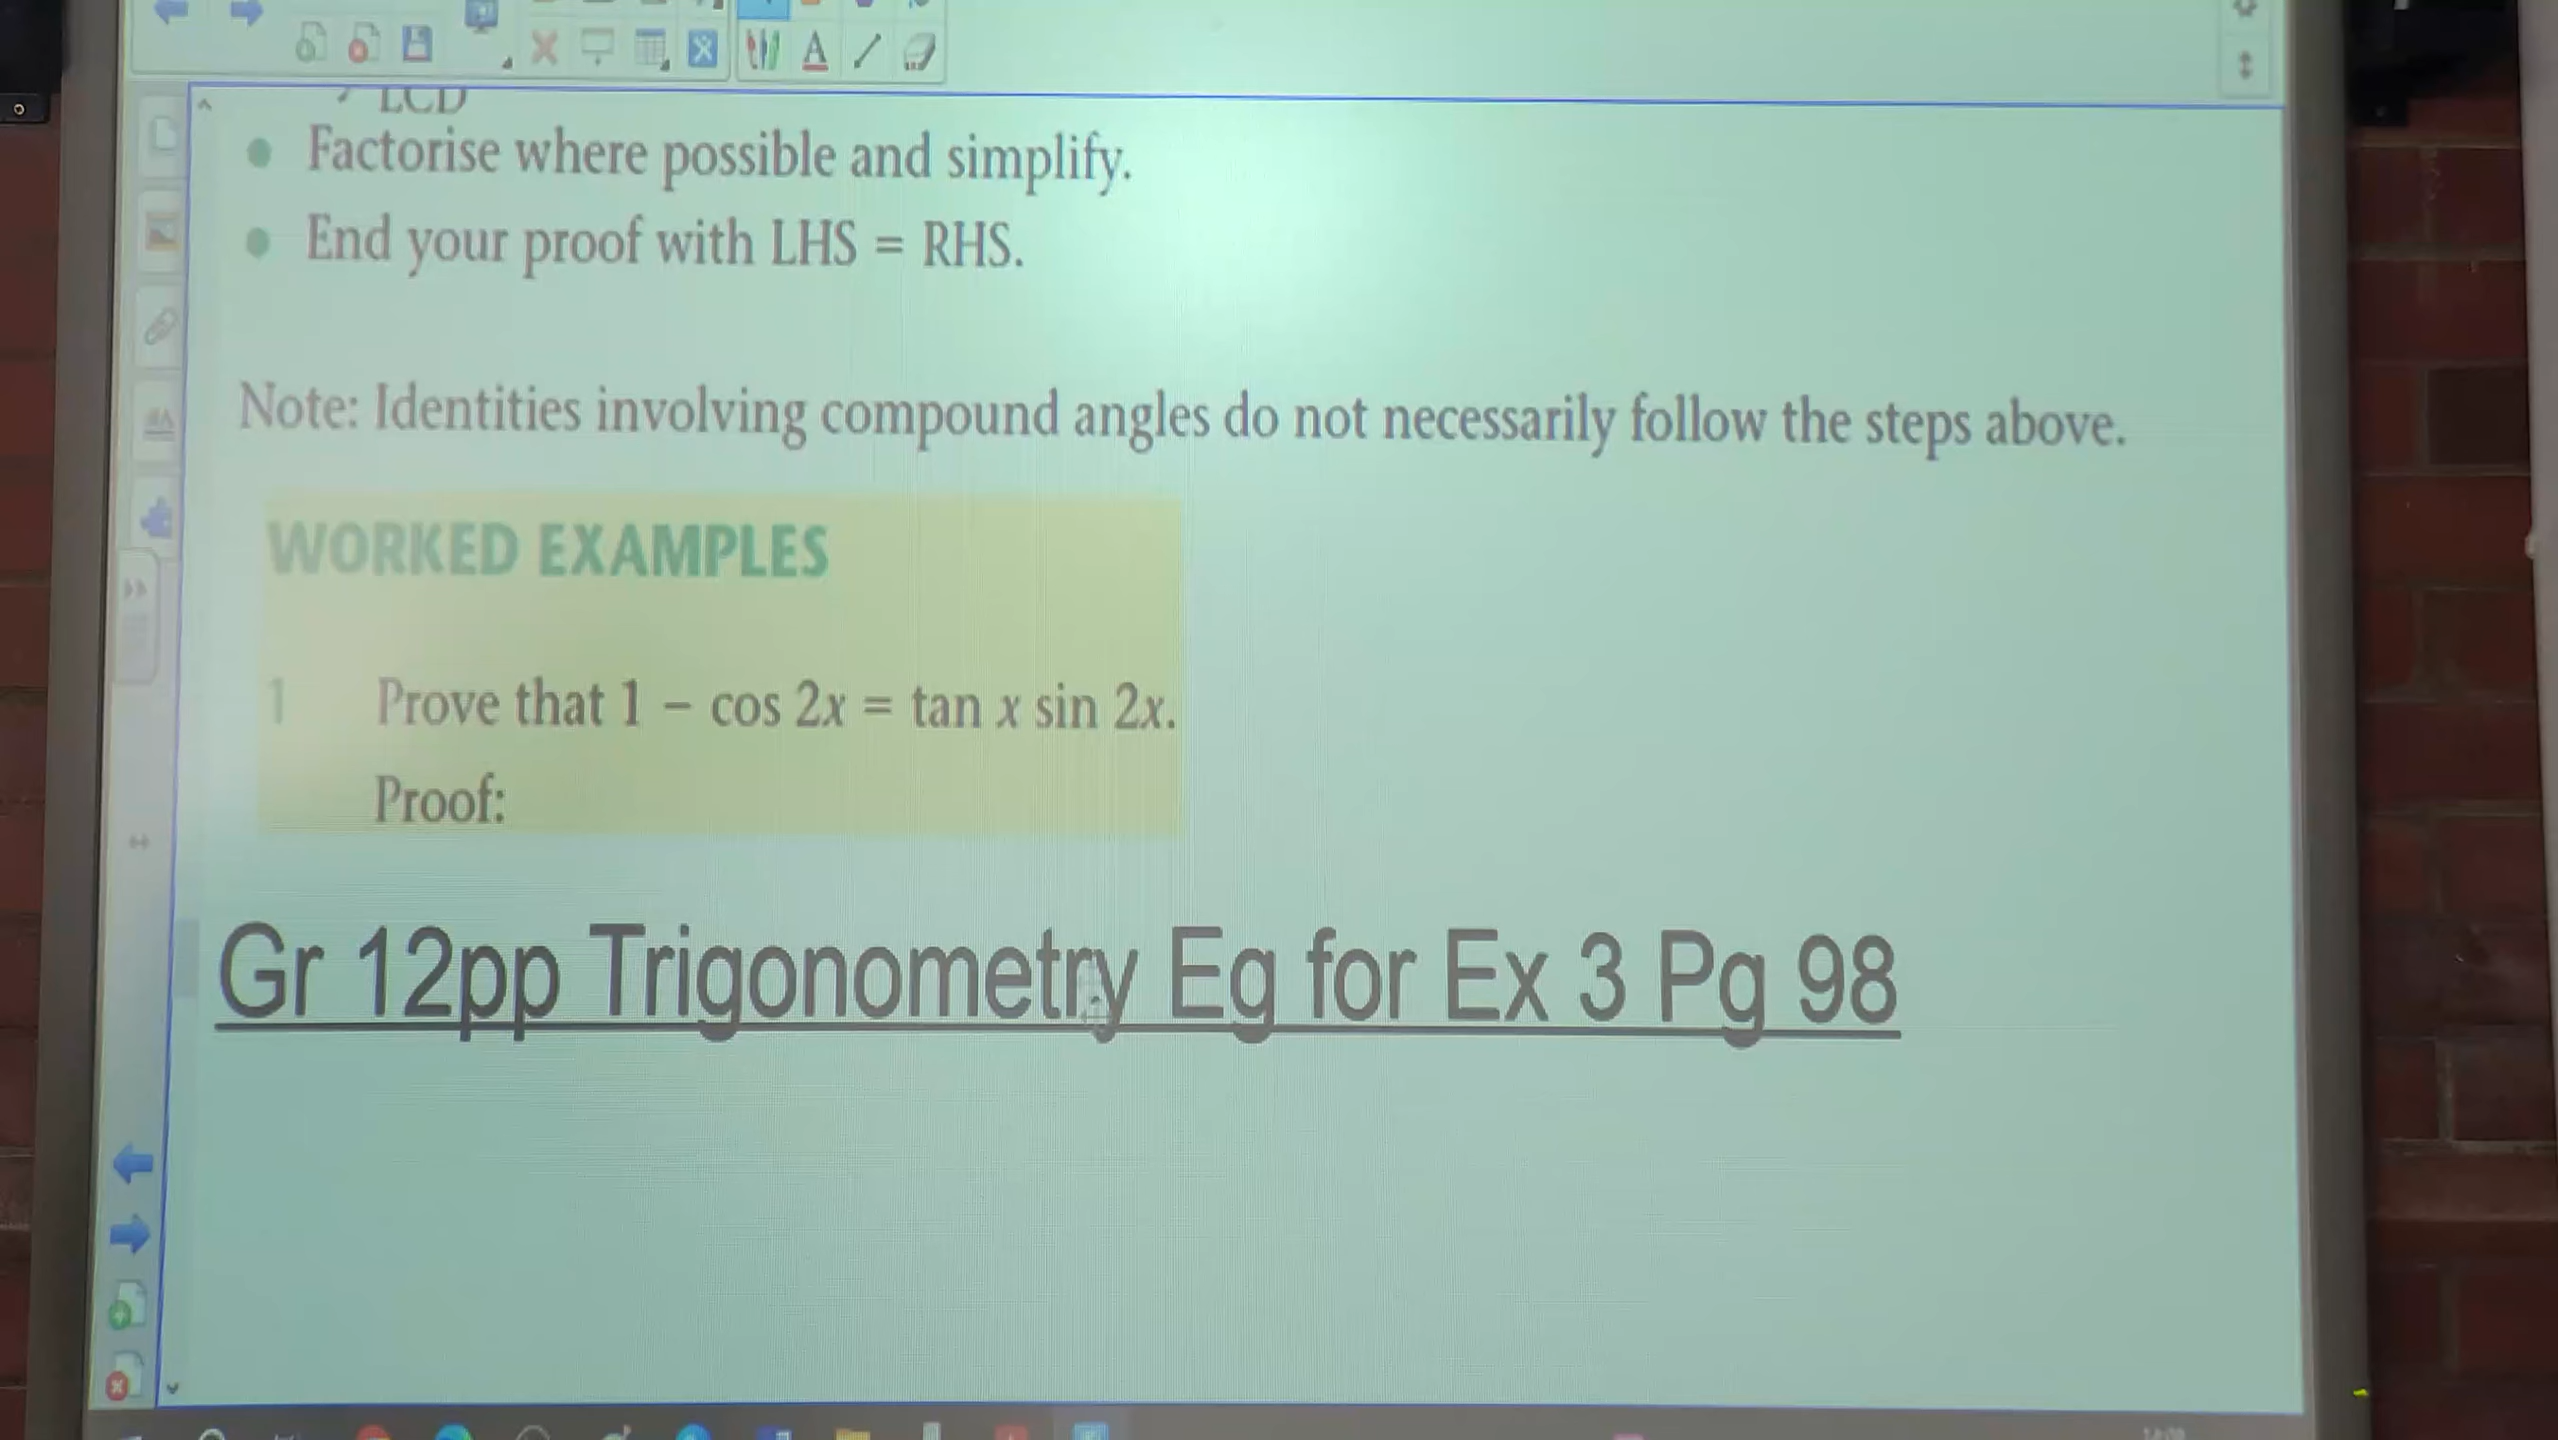 LCD
Factorise where possible and simplify.
End your proof with LHS = RHS.
Note: Identities involving compound angles do not necessarily follow the steps above.
WORKED EXAMPLES
1 Prove that 1 − cos 2x = tan x sin 2x.
Proof:
Gr 12pp Trigonometry Eg for Ex 3 Pg 98